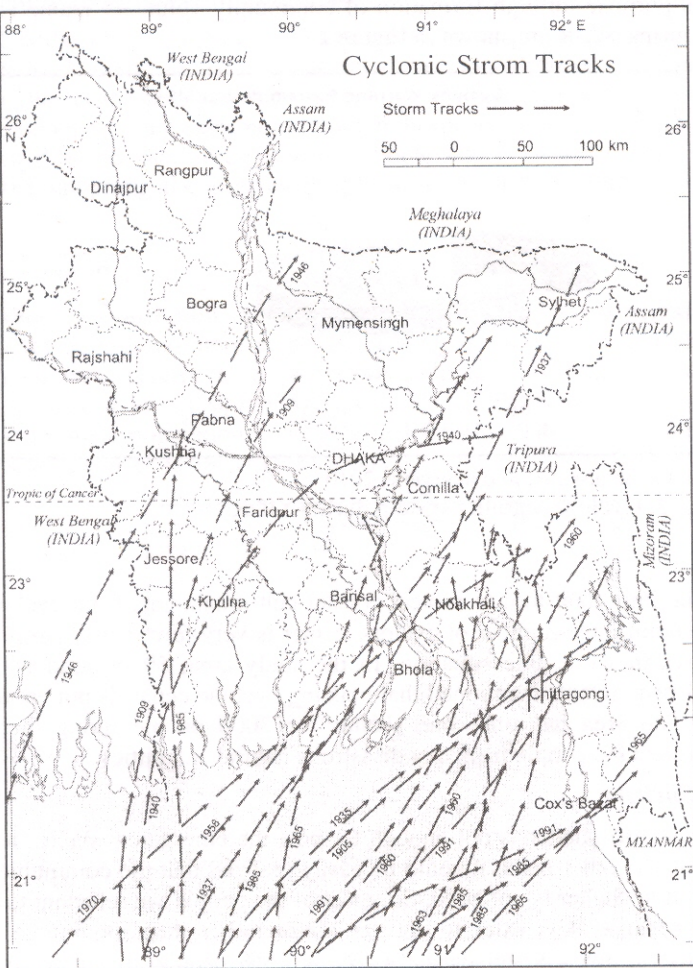 88°
89°
90°
91°
92° E
West Bengal
(INDIA)
Cyclonic Strom Tracks
Assam
(INDIA)
Storm Tracks
50 0 50 100 km
26°
N
26°
Rangpur
Dinajpur
Meghalaya
(INDIA)
1946
25°
25°
Bogra
Sylhet
Mymensingh
Assam
(INDIA)
Rajshahi
1937
1909
Pabna
24°
24°
Kushtia
DHAKA
1940
Tripura
(INDIA)
Comilla
Tropic of Cancer
West Bengal
(INDIA)
Faridpur
Mizoram
(INDIA)
1960
Jessore
23°
23°
Khulna
Bansal
Noakhali
1946
Bhola
Chittagong
1909
1985
1965
1940
Cox's Bazar
1958
1965
1935
1905
1960
1991
MYANMAR
1960
1991
1985
21°
21°
1970
1937
1965
1991
1963
1985
1985
1965
89°
90°
91°
92°